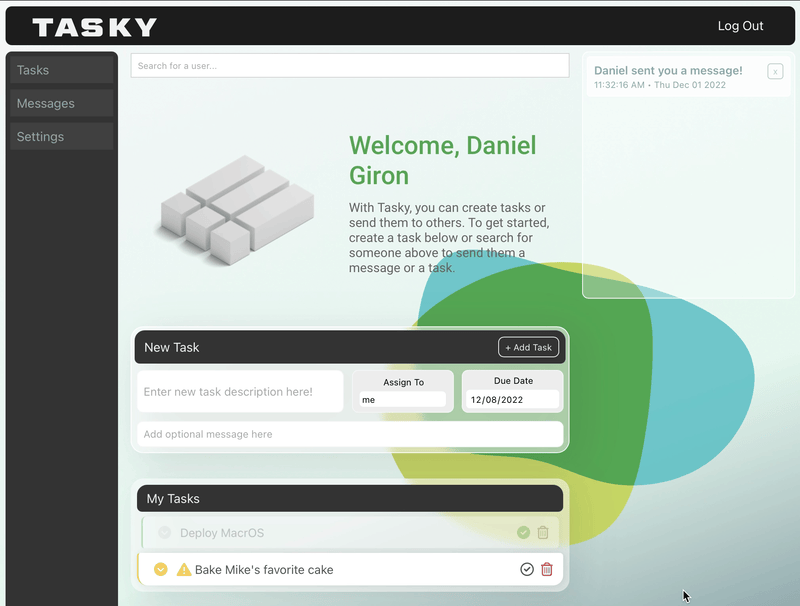 TASKY
Log Out
Tasks
Messages
Settings
Search for a user...
Daniel sent you a message!
x
11:32:16 AM • Thu Dec 01 2022
Welcome, Daniel
Giron
With Tasky, you can create tasks or
send them to others. To get started,
create a task below or search for
someone above to send them a
message or a task.
New Task
+ Add Task
Enter new task description here!
Assign To
me
Due Date
12/08/2022
Add optional message here
My Tasks
Deploy MacOS
Bake Mike's favorite cake